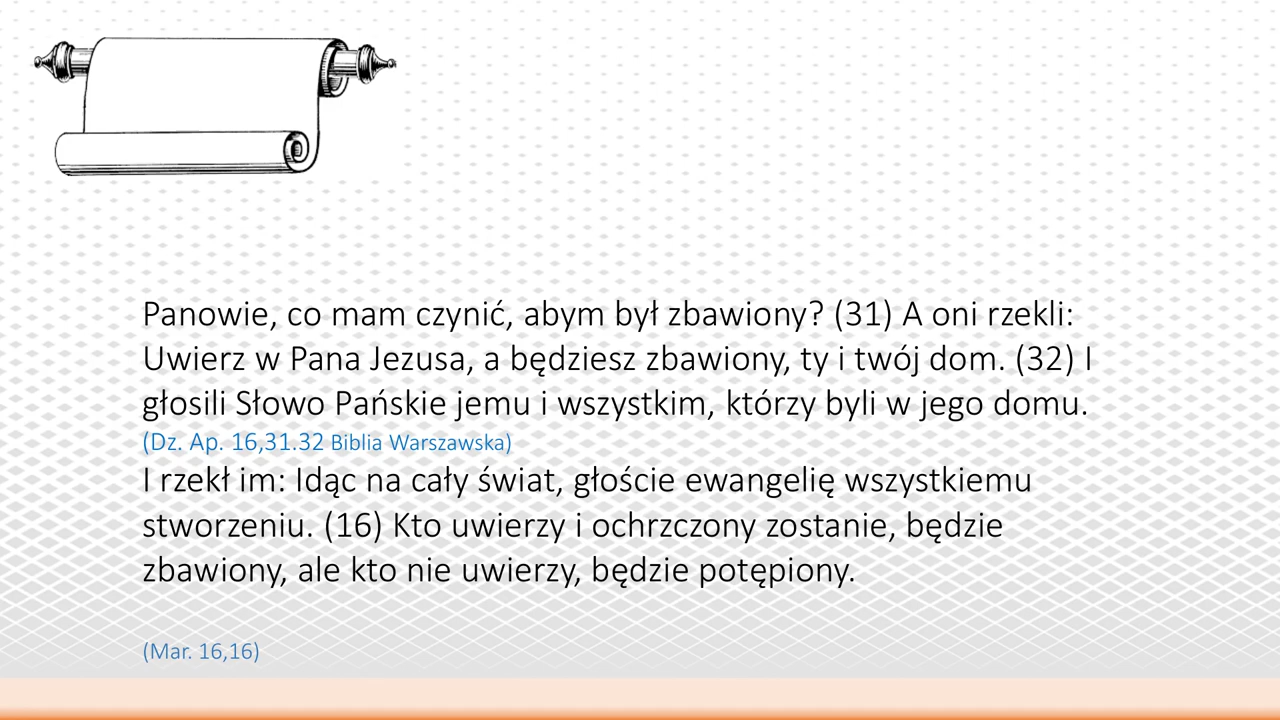 Panowie, co mam czynić, abym był zbawiony? (31) A oni rzekli:
Uwierz w Pana Jezusa, a będziesz zbawiony, ty i twój dom. (32) I
głosili Słowo Pańskie jemu i wszystkim, którzy byli w jego domu.
(Dz. Ap. 16,31.32 Biblia Warszawska)
I rzekł im: Idąc na cały świat, głoście ewangelię wszystkiemu
stworzeniu. (16) Kto uwierzy i ochrzczony zostanie, będzie
zbawiony, ale kto nie uwierzy, będzie potępiony.
(Mar. 16,16)